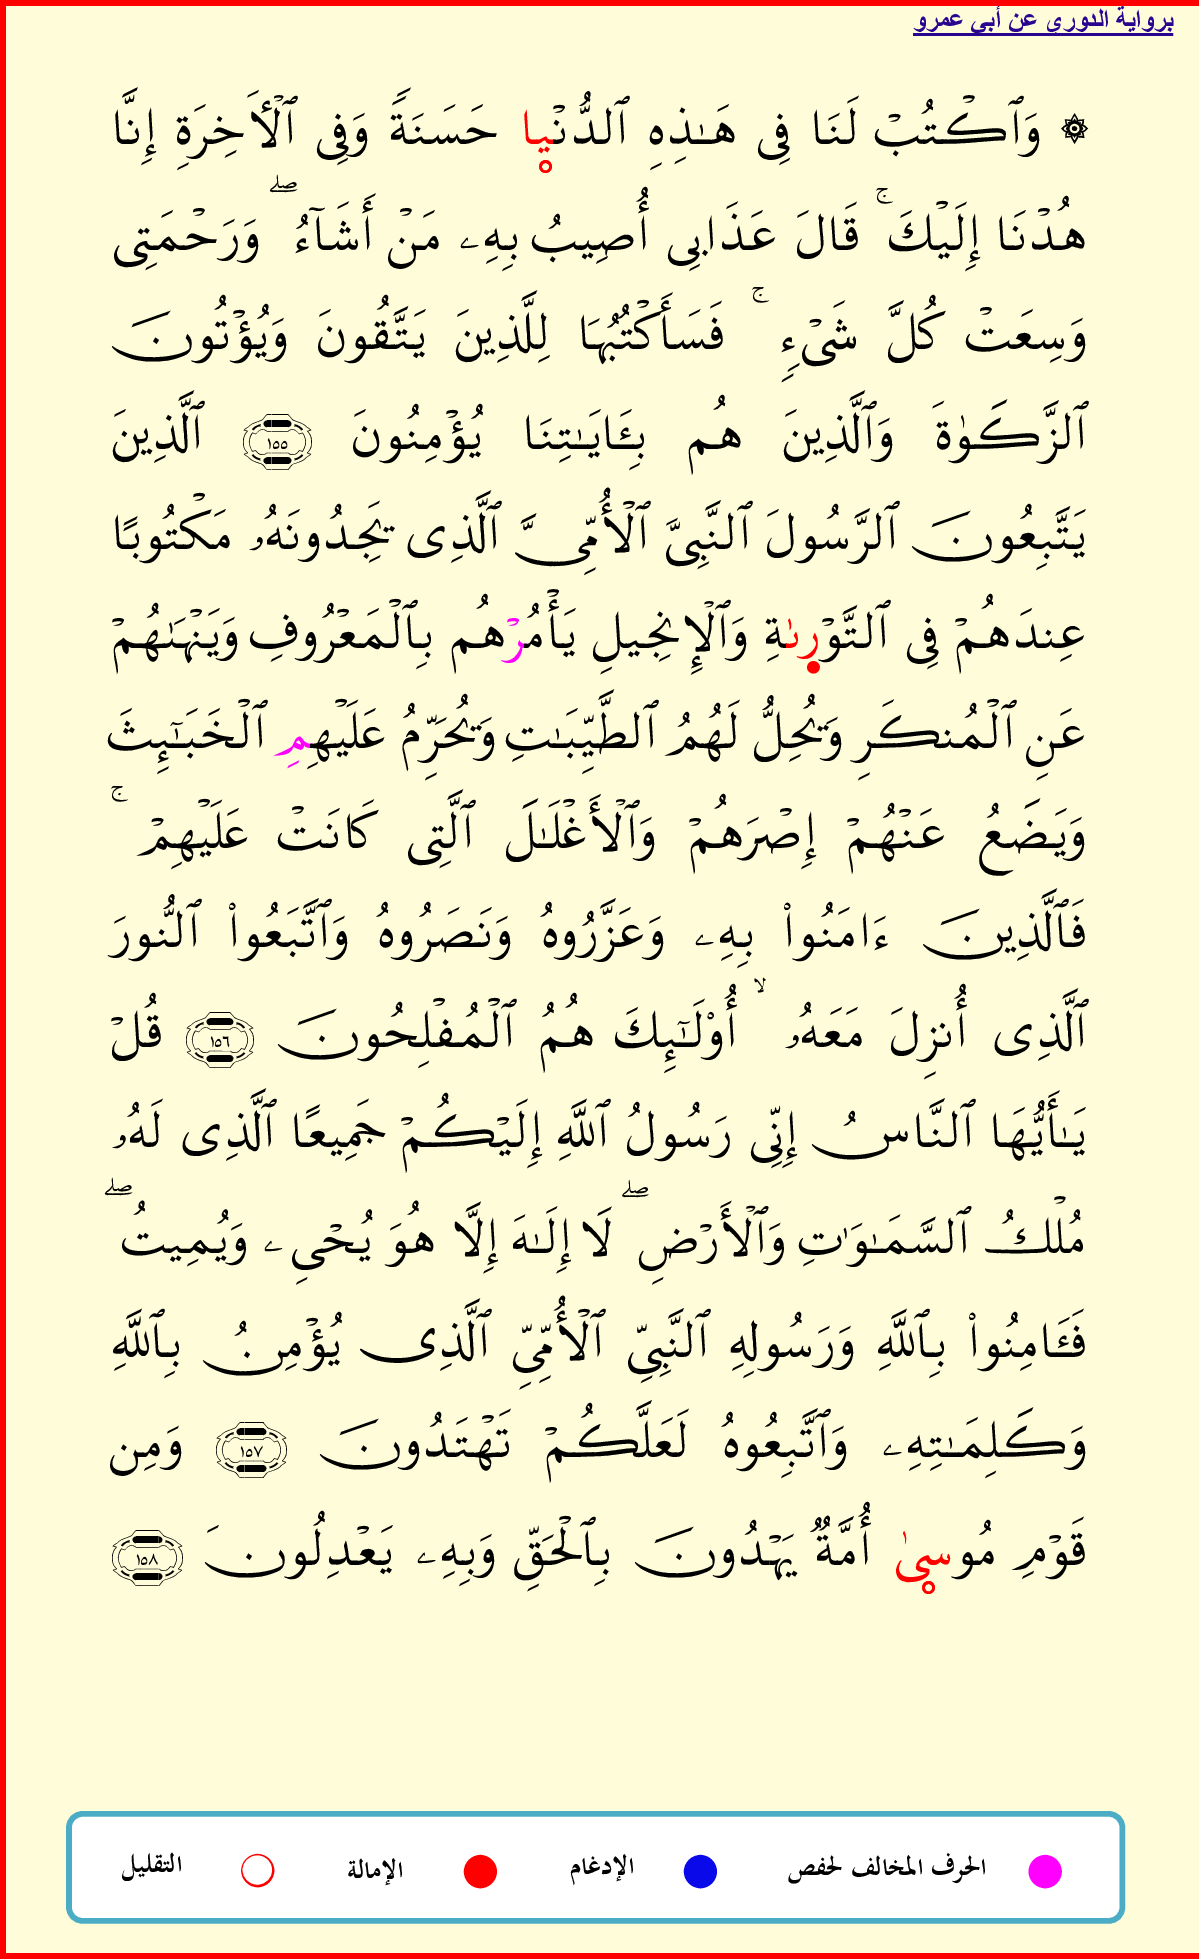 برواية الدوري عن أبي عمرو
۞ وَٱكۡتُبۡ لَنَا فِى هَـٰذِهِ ٱلدُّنۡيا حَسَنَةً وَفِى ٱلۡأَخِرَةِ إِنَّا
هُدۡنَا إِلَيۡكَۚ قَالَ عَذَابِى أُصِيبُ بِهِۦ مَنۡ أَشَآءُۖ وَرَحۡمَتِى
وَسِعَتۡ كُلَّ شَىۡءٍۚ فَسَأَكۡتُبُهَا لِلَّذِينَ يَتَّقُونَ وَيُؤۡتُونَ
ٱلزَّكَوٰةَ وَٱلَّذِينَ هُم بِـَٔايَـٰتِنَا يُؤۡمِنُونَ ١٥٥ ٱلَّذِينَ
يَتَّبِعُونَ ٱلرَّسُولَ ٱلنَّبِىَّ ٱلۡأُمِّىَّ ٱلَّذِى يَجِدُونَهُۥ مَكۡتُوبًا
عِندَهُمۡ فِى ٱلتَّوۡرىٰةِ وَٱلۡإِنجِيلِ يَأۡمُرۡهُم بِٱلۡمَعۡرُوفِ وَيَنۡهَىٰهُمۡ
عَنِ ٱلۡمُنكَرِ وَيُحِلُّ لَهُمُ ٱلطَّيِّبَـٰتِ وَيُحَرِّمُ عَلَيۡهِمِ ٱلۡخَبَـٰٓئِثَ
وَيَضَعُ عَنۡهُمۡ إِصۡرَهُمۡ وَٱلۡأَغۡلَـٰلَ ٱلَّتِى كَانَتۡ عَلَيۡهِمۡۚ
فَٱلَّذِينَ ءَامَنُواْ بِهِۦ وَعَزَّرُوهُ وَنَصَرُوهُ وَٱتَّبَعُواْ ٱلنُّورَ
ٱلَّذِى أُنزِلَ مَعَهُۥۙ أُوْلَـٰٓئِكَ هُمُ ٱلۡمُفۡلِحُونَ ١٥٦ قُلۡ
يَـٰأَيُّهَا ٱلنَّاسُ إِنِّى رَسُولُ ٱللَّهِ إِلَيۡكُمۡ جَمِيعًا ٱلَّذِى لَهُۥ
مُلۡكُ ٱلسَّمَـٰوَٰتِ وَٱلۡأَرۡضِۖ لَا إِلَـٰهَ إِلَّا هُوَ يُحۡىِۦ وَيُمِيتُۖ
فَـَٔامِنُواْ بِٱللَّهِ وَرَسُولِهِ ٱلنَّبِىِّ ٱلۡأُمِّىِّ ٱلَّذِى يُؤۡمِنُ بِٱللَّهِ
وَكَلِمَـٰتِهِۦ وَٱتَّبِعُوهُ لَعَلَّكُمۡ تَهۡتَدُونَ ١٥٧ وَمِن
قَوۡمِ مُوسىٰ أُمَّةٌ يَهۡدُونَ بِٱلۡحَقِّ وَبِهِۦ يَعۡدِلُونَ ١٥٨
الحرف المخالف لحفص الإدغام الإمالة التقليل